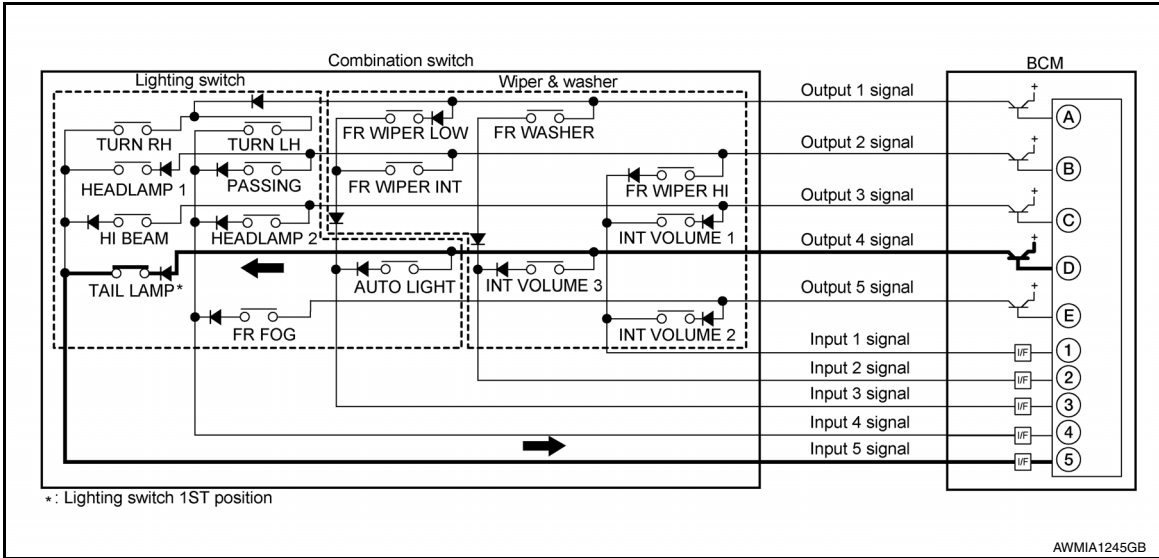 Combination switch
BCM
Lighting switch
Wiper & washer
Output 1 signal
+
A
TURN RH
TURN LH
FR WIPER LOW
FR WASHER
Output 2 signal
+
B
HEADLAMP 1
PASSING
FR WIPER INT
FR WIPER HI
Output 3 signal
+
C
HI BEAM
HEADLAMP 2
INT VOLUME 1
Output 4 signal
+
D
TAIL LAMP*
AUTO LIGHT
INT VOLUME 3
Output 5 signal
+
E
FR FOG
INT VOLUME 2
Input 1 signal
I/F
1
Input 2 signal
I/F
2
Input 3 signal
I/F
3
Input 4 signal
I/F
4
Input 5 signal
I/F
5
*: Lighting switch 1ST position
AWMIA1245GB